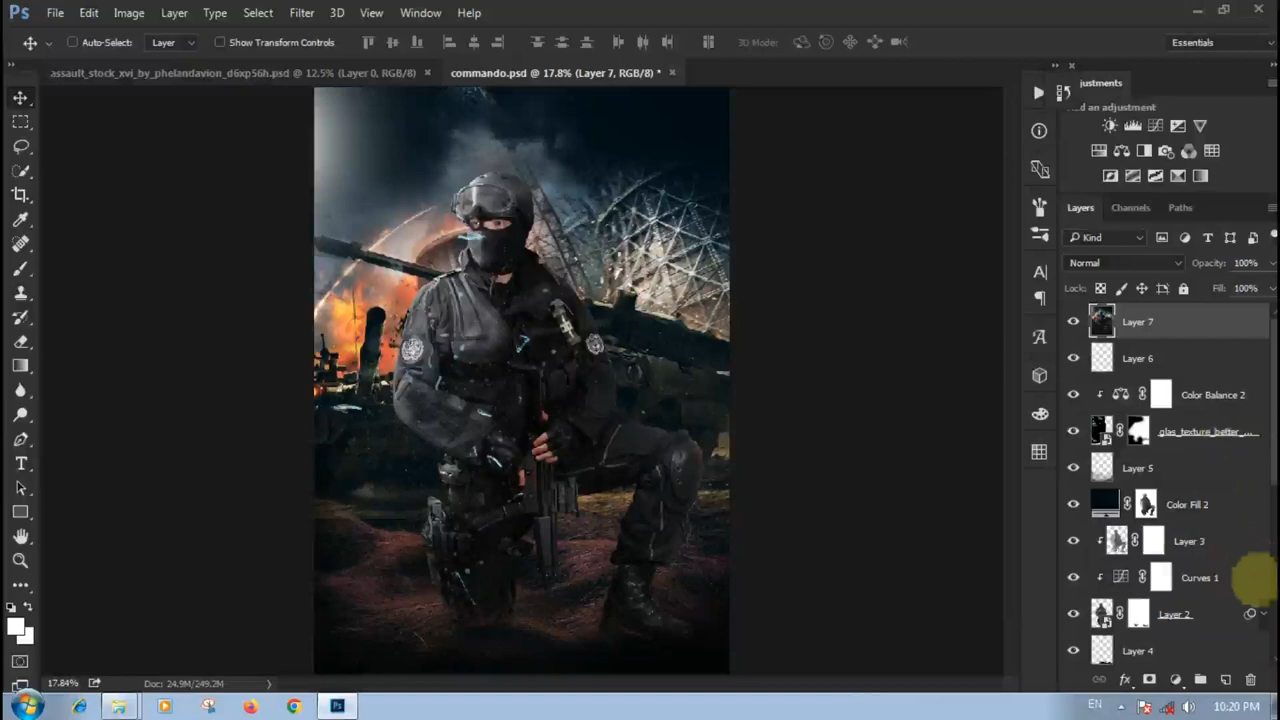 Ps File Edit Image Layer Type Select Filter 3D View Window Help
Auto-Select: Layer Show Transform Controls 3D Mode: Essentials
assault_stock_xvi_by_phelandavion_d6xp56h.psd @ 12.5% (Layer 0, RGB/8) × commando.psd @ 17.8% (Layer 7, RGB/8) * ×
justments
Add an adjustment
Layers Channels Paths
Kind
Normal Opacity: 100%
Lock: Fill: 100%
Layer 7
Layer 6
Color Balance 2
glas_texture_better_...
Layer 5
Color Fill 2
Layer 3
Curves 1
Layer 2
Layer 4
17.84% Doc: 24.9M/249.2M
EN 10:20 PM